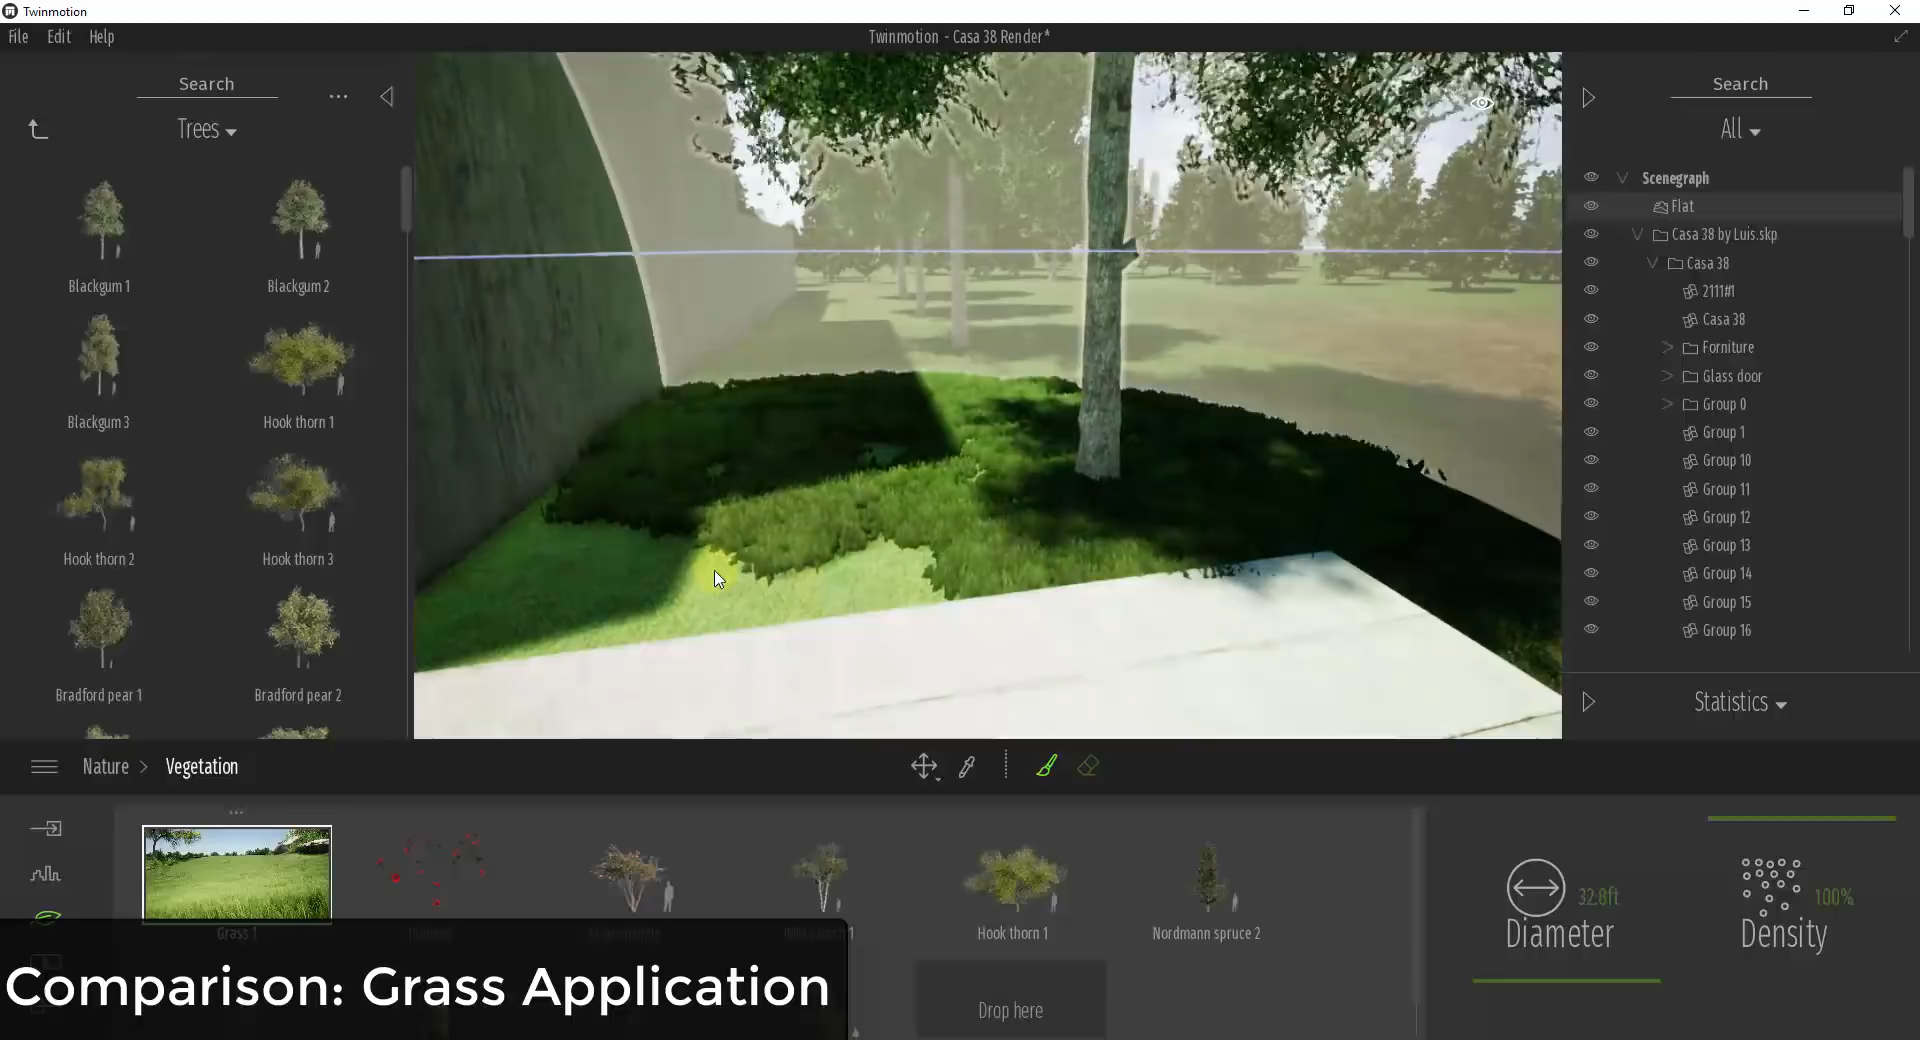 Twinmotion
File Edit Help
Twinmotion - Casa 38 Render*
Search
Trees
Blackgum 1
Blackgum 2
Blackgum 3
Hook thorn 1
Hook thorn 2
Hook thorn 3
Bradford pear 1
Bradford pear 2
Search
All
Scenegraph
Flat
Casa 38 by Luis.skp
Casa 38
2111#1
Casa 38
Forniture
Glass door
Group 0
Group 1
Group 10
Group 11
Group 12
Group 13
Group 14
Group 15
Group 16
Statistics
Nature > Vegetation
Grass 1
Hook thorn 1
Nordmann spruce 2
Drop here
32.8ft
Diameter
100%
Density
Comparison: Grass Application